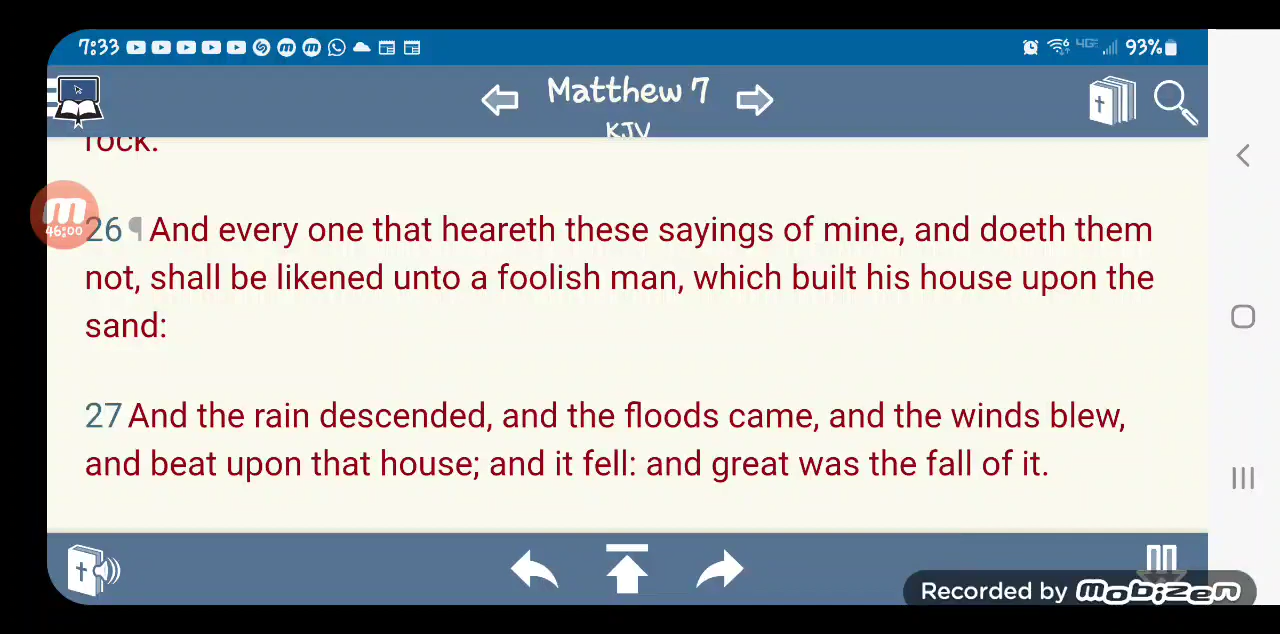 7:33
4GE 93%
Matthew 7
KJV
rock.
46:00
26 ¶ And every one that heareth these sayings of mine, and doeth them
not, shall be likened unto a foolish man, which built his house upon the
sand:
27 And the rain descended, and the floods came, and the winds blew,
and beat upon that house; and it fell: and great was the fall of it.
Recorded by mobizen